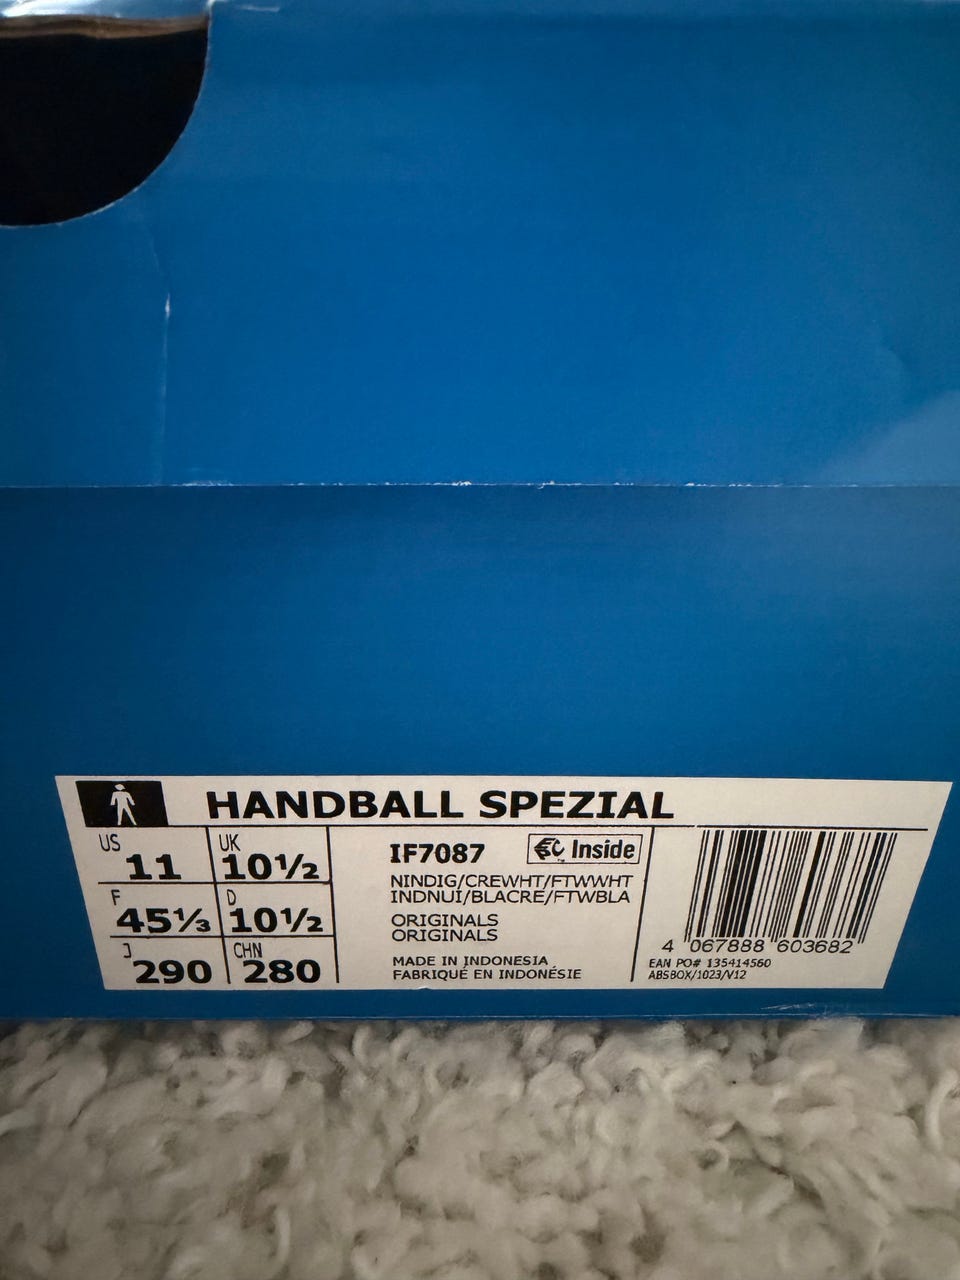 HANDBALL SPEZIAL
US 11 UK 10½
F 45⅓ D 10½
J 290 CHN 280
IF7087 Inside
NINDIG/CREWHT/FTWWHT
INDNUI/BLACRE/FTWBLA
ORIGINALS
ORIGINALS
MADE IN INDONESIA
FABRIQUÉ EN INDONÉSIE
4 067888 603682
EAN PO# 135414560
ABSBOX/1023/V12